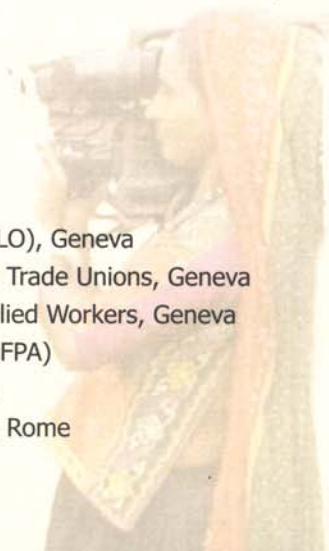 LO), Geneva
Trade Unions, Geneva
lied Workers, Geneva
FPA)
Rome